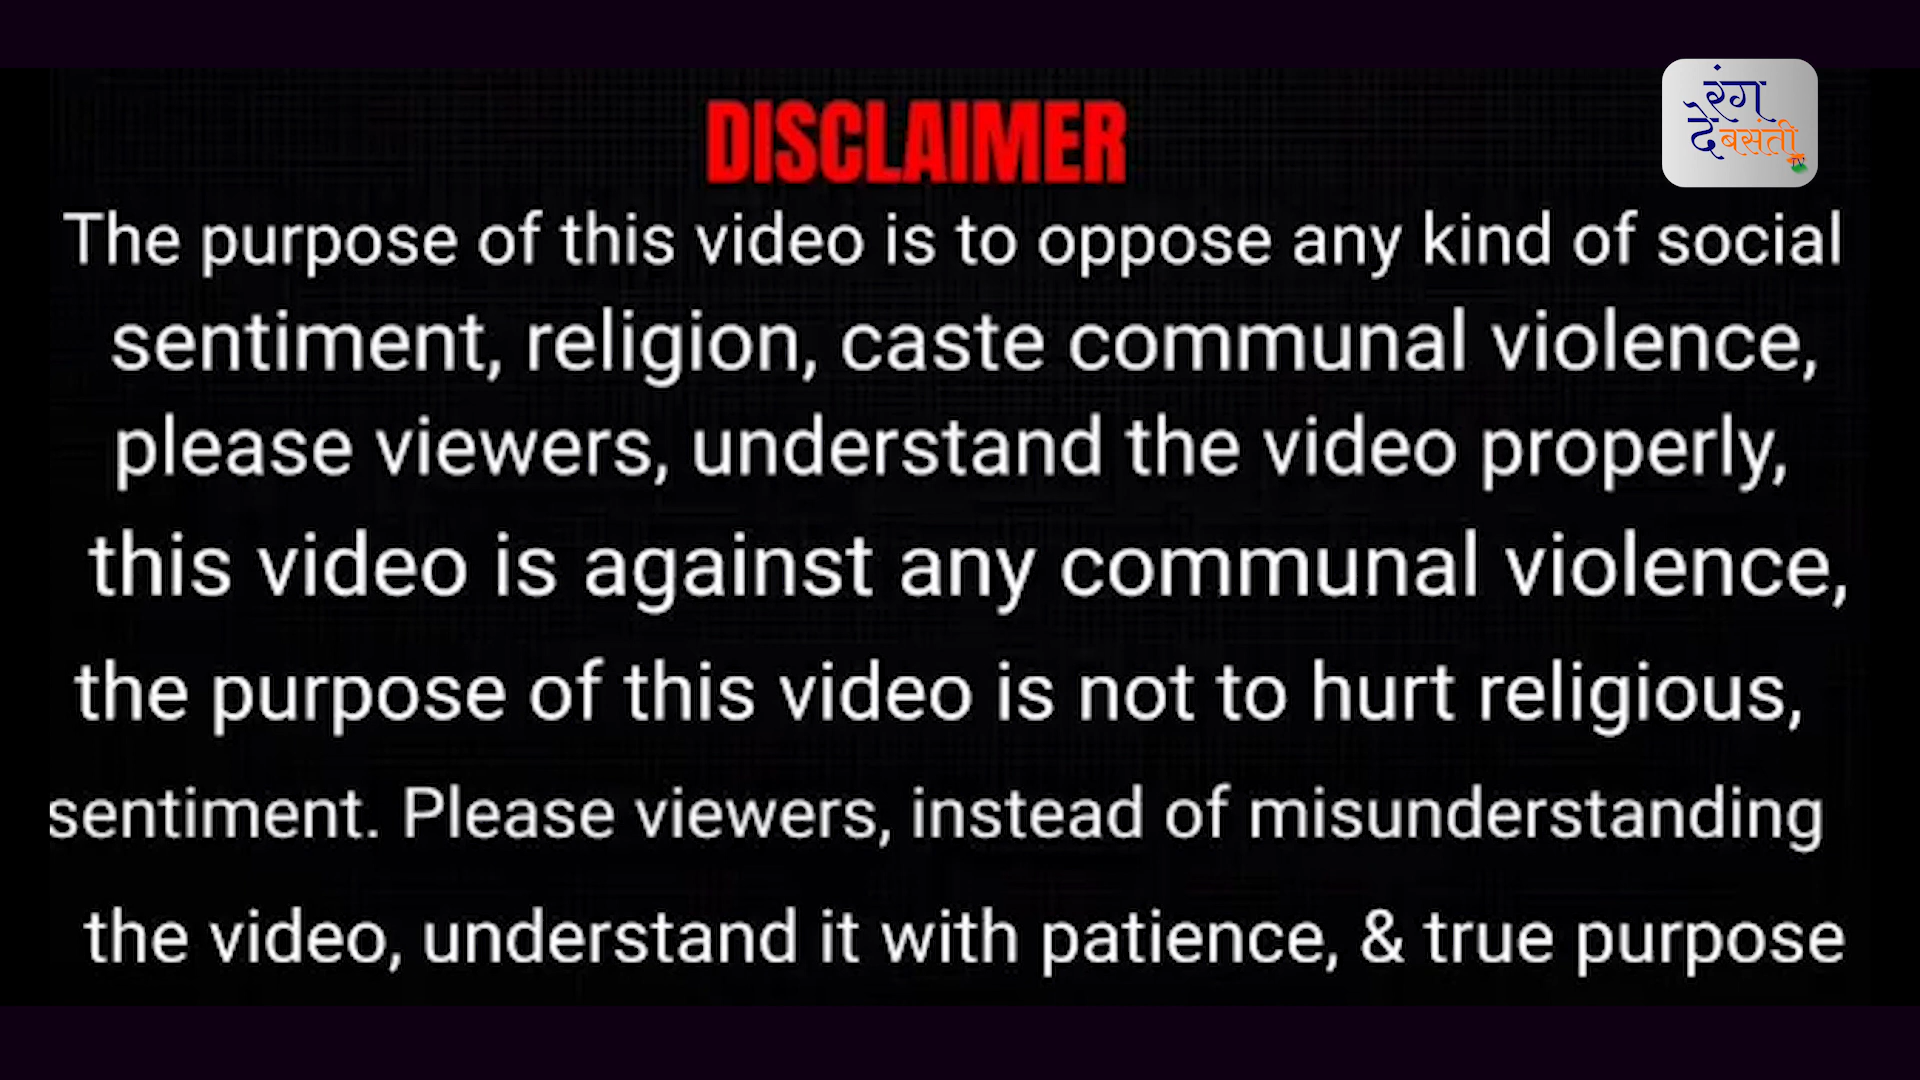 DISCLAIMER
रंग
दे बसंती
TV
The purpose of this video is to oppose any kind of social
sentiment, religion, caste communal violence,
please viewers, understand the video properly,
this video is against any communal violence,
the purpose of this video is not to hurt religious,
sentiment. Please viewers, instead of misunderstanding
the video, understand it with patience, & true purpose